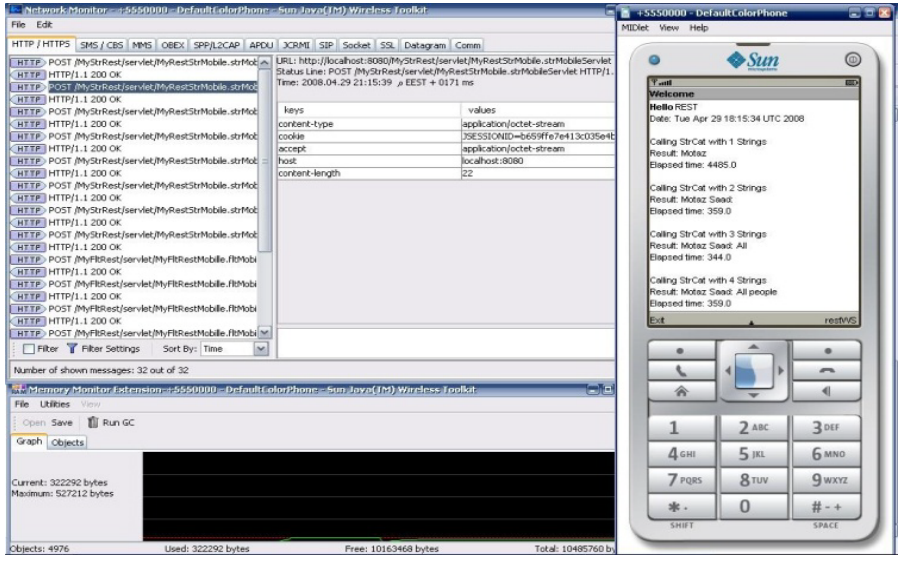 Network Monitor - +5550000 - DefaultColorPhone - Sun Java(TM) Wireless Toolkit
File Edit
HTTP / HTTPS SMS / CBS MMS OBEX SPP/L2CAP APDU JCRMI SIP Socket SSL Datagram Comm
HTTP POST /MyStrRest/servlet/MyRestStrMobile.strMob
HTTP HTTP/1.1 200 OK
HTTP POST /MyStrRest/servlet/MyRestStrMobile.strMob
HTTP HTTP/1.1 200 OK
HTTP POST /MyStrRest/servlet/MyRestStrMobile.strMob
HTTP HTTP/1.1 200 OK
HTTP POST /MyStrRest/servlet/MyRestStrMobile.strMob
HTTP HTTP/1.1 200 OK
HTTP POST /MyStrRest/servlet/MyRestStrMobile.strMob
HTTP HTTP/1.1 200 OK
HTTP POST /MyStrRest/servlet/MyRestStrMobile.strMob
HTTP HTTP/1.1 200 OK
HTTP POST /MyStrRest/servlet/MyRestStrMobile.strMob
HTTP HTTP/1.1 200 OK
HTTP POST /MyStrRest/servlet/MyRestStrMobile.strMob
HTTP HTTP/1.1 200 OK
HTTP POST /MyFltRest/servlet/MyFltRestMobile.fltMobi
HTTP HTTP/1.1 200 OK
HTTP POST /MyFltRest/servlet/MyFltRestMobile.fltMobi
HTTP HTTP/1.1 200 OK
HTTP POST /MyFltRest/servlet/MyFltRestMobile.fltMobi
HTTP HTTP/1.1 200 OK
HTTP POST /MyFltRest/servlet/MyFltRestMobile.fltMobi
Filter Filter Settings Sort By: Time
Number of shown messages: 32 out of 32
URL: http://localhost:8080/MyStrRest/servlet/MyRestStrMobile.strMobileServlet
Status Line: POST /MyStrRest/servlet/MyRestStrMobile.strMobileServlet HTTP/1.
Time: 2008.04.29 21:15:39 EEST + 0171 ms
keys values
content-type application/octet-stream
cookie JSESSIONID=b659ffe7e413c035e4b
accept application/octet-stream
host localhost:8080
content-length 22
Memory Monitor Extension-+5550000 - DefaultColorPhone - Sun Java(TM) Wireless Toolkit
File Utilities View
Open Save Run GC
Graph Objects
Current: 322292 bytes
Maximum: 527212 bytes
Objects: 4976 Used: 322292 bytes Free: 10163468 bytes Total: 10485760 by
+5550000 - DefaultColorPhone
MIDlet View Help
Sun
Welcome
Hello REST
Date: Tue Apr 29 18:15:34 UTC 2008
Calling StrCat with 1 Strings
Result: Motaz
Elapsed time: 4485.0
Calling StrCat with 2 Strings
Result: Motaz Saad:
Elapsed time: 359.0
Calling StrCat with 3 Strings
Result: Motaz Saad: All
Elapsed time: 344.0
Calling StrCat with 4 Strings
Result: Motaz Saad: All people
Elapsed time: 359.0
Exit restWS
1 2 ABC 3 DEF
4 GHI 5 JKL 6 MNO
7 PQRS 8 TUV 9 WXYZ
* . 0 # - +
SHIFT SPACE